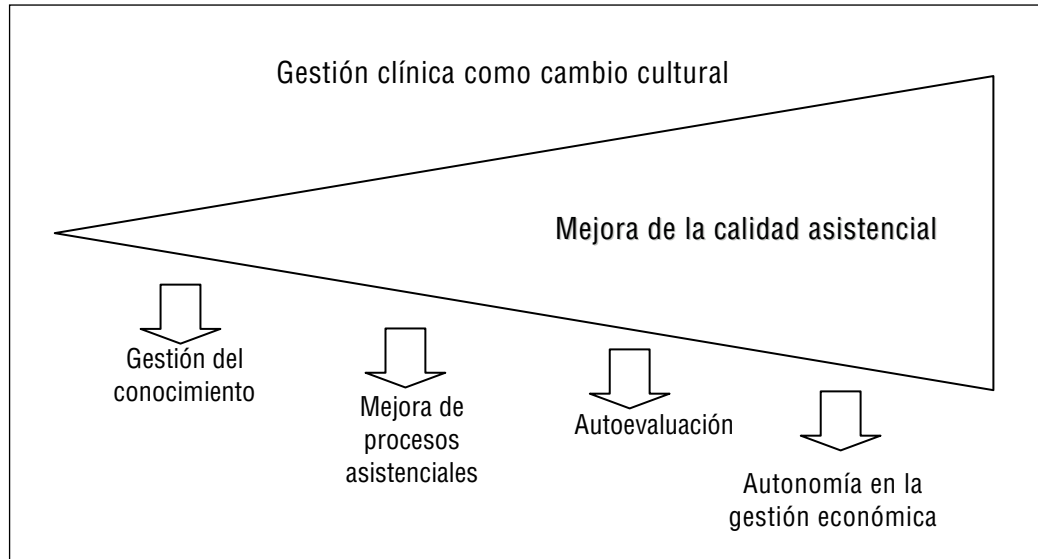 Gestión clínica como cambio cultural
Mejora de la calidad asistencial
Gestión del
conocimiento
Mejora de
procesos
asistenciales
Autoevaluación
Autonomía en la
gestión económica